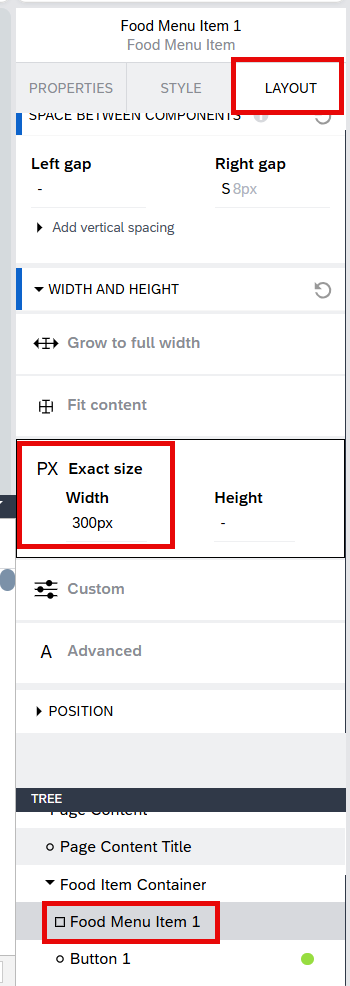 Food Menu Item 1
Food Menu Item
PROPERTIES STYLE LAYOUT
SPACE BETWEEN COMPONENTS
Left gap Right gap
- S 8px
Add vertical spacing
WIDTH AND HEIGHT
Grow to full width
Fit content
PX Exact size
Width Height
300px -
Custom
A Advanced
POSITION
TREE
Page Content
Page Content Title
Food Item Container
Food Menu Item 1
Button 1